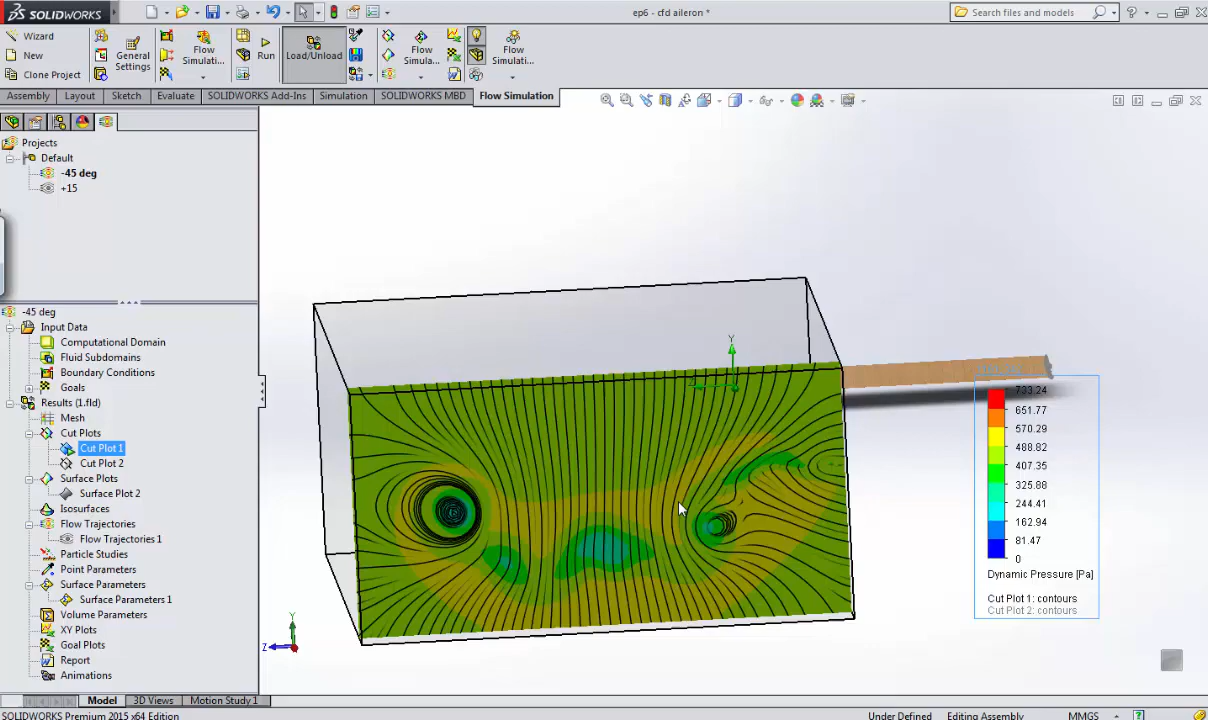 SOLIDWORKS
ep6 - cfd aileron *
Search files and models
Wizard
New
Clone Project
General Settings
Flow Simulati...
Run
Load/Unload
Flow Simula...
Flow Simulati...
Assembly
Layout
Sketch
Evaluate
SOLIDWORKS Add-Ins
Simulation
SOLIDWORKS MBD
Flow Simulation
Projects
Default
-45 deg
+15
-45 deg
Input Data
Computational Domain
Fluid Subdomains
Boundary Conditions
Goals
Results (1.fld)
Mesh
Cut Plots
Cut Plot 1
Cut Plot 2
Surface Plots
Surface Plot 2
Isosurfaces
Flow Trajectories
Flow Trajectories 1
Particle Studies
Point Parameters
Surface Parameters
Surface Parameters 1
Volume Parameters
XY Plots
Goal Plots
Report
Animations
Y
Y
Z
733.24
651.77
570.29
488.82
407.35
325.88
244.41
162.94
81.47
0
Dynamic Pressure [Pa]
Cut Plot 1: contours
Cut Plot 2: contours
Model
3D Views
Motion Study 1
SOLIDWORKS Premium 2015 x64 Edition
Under Defined
Editing Assembly
MMGS